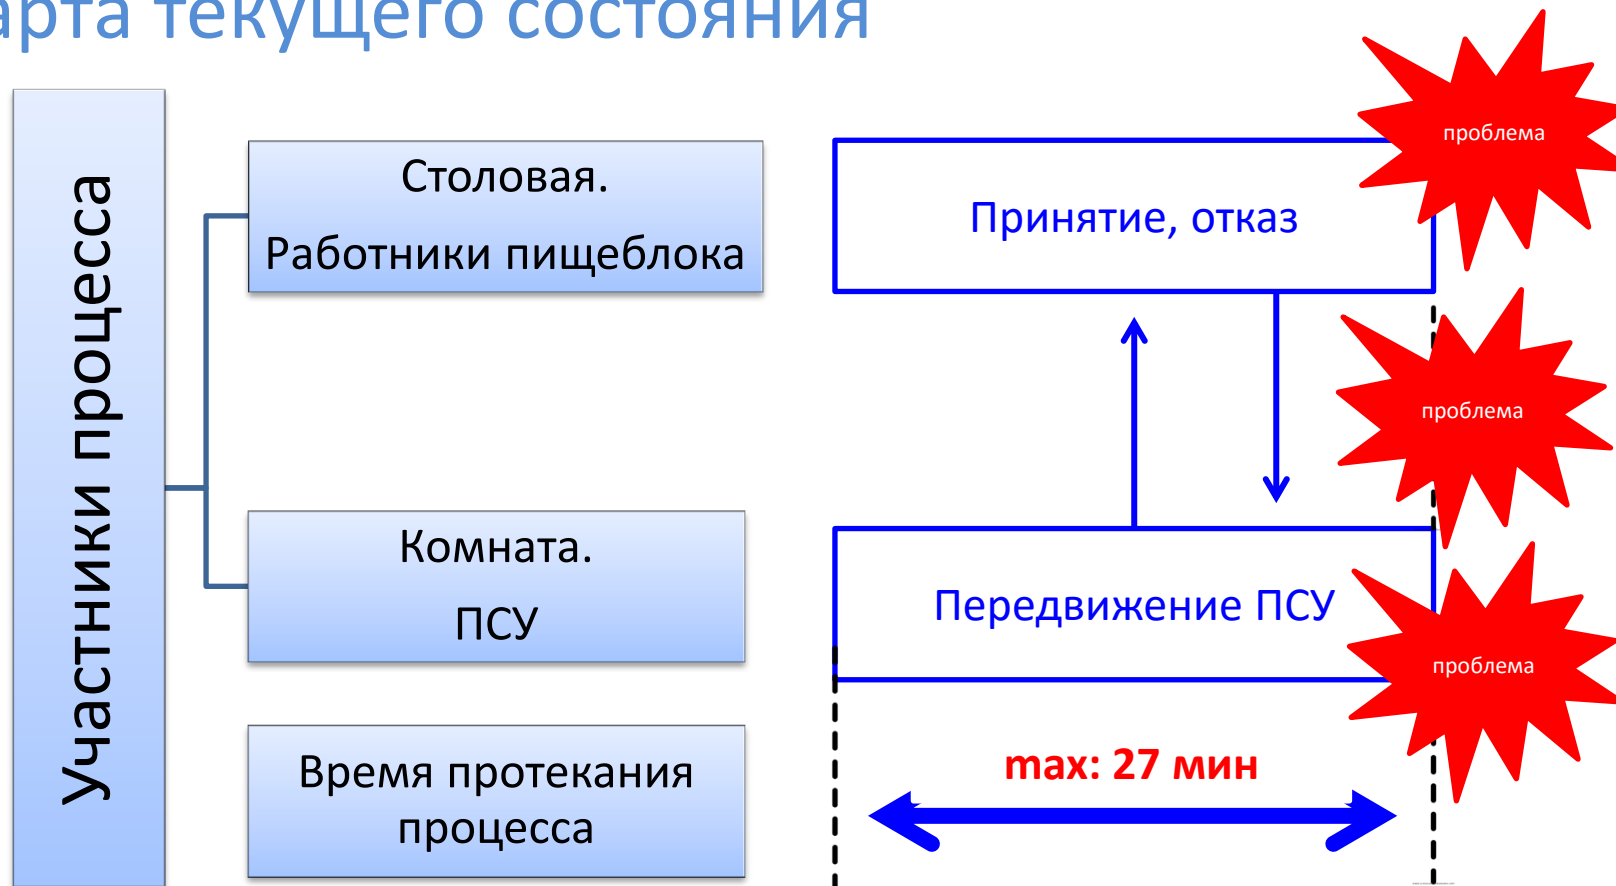 арта текущего состояния
Участники процесса
Столовая.
Работники пищеблока
Принятие, отказ
проблема
проблема
Комната.
ПСУ
Передвижение ПСУ
проблема
Время протекания
процесса
max: 27 мин